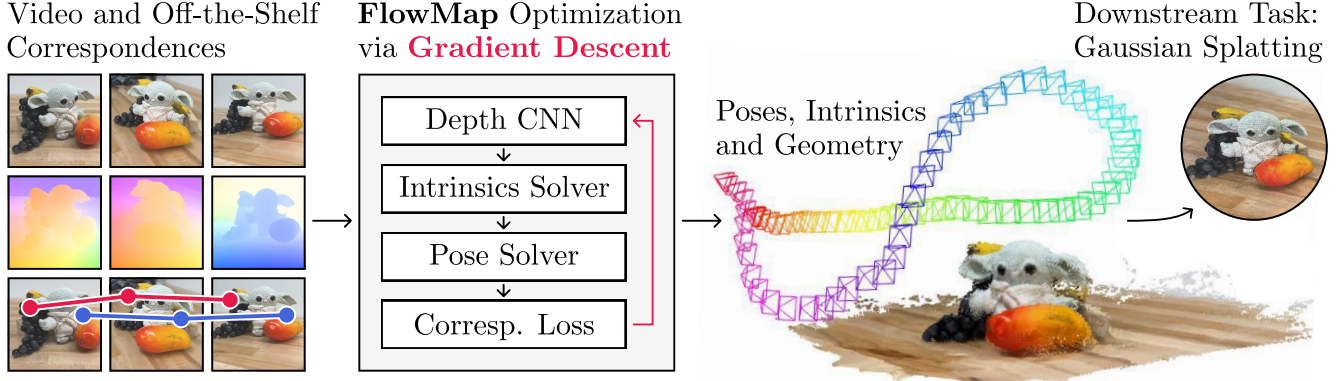 Video and Off-the-Shelf
Correspondences
FlowMap Optimization
via Gradient Descent
Depth CNN
Intrinsics Solver
Pose Solver
Corresp. Loss
Poses, Intrinsics
and Geometry
Downstream Task:
Gaussian Splatting